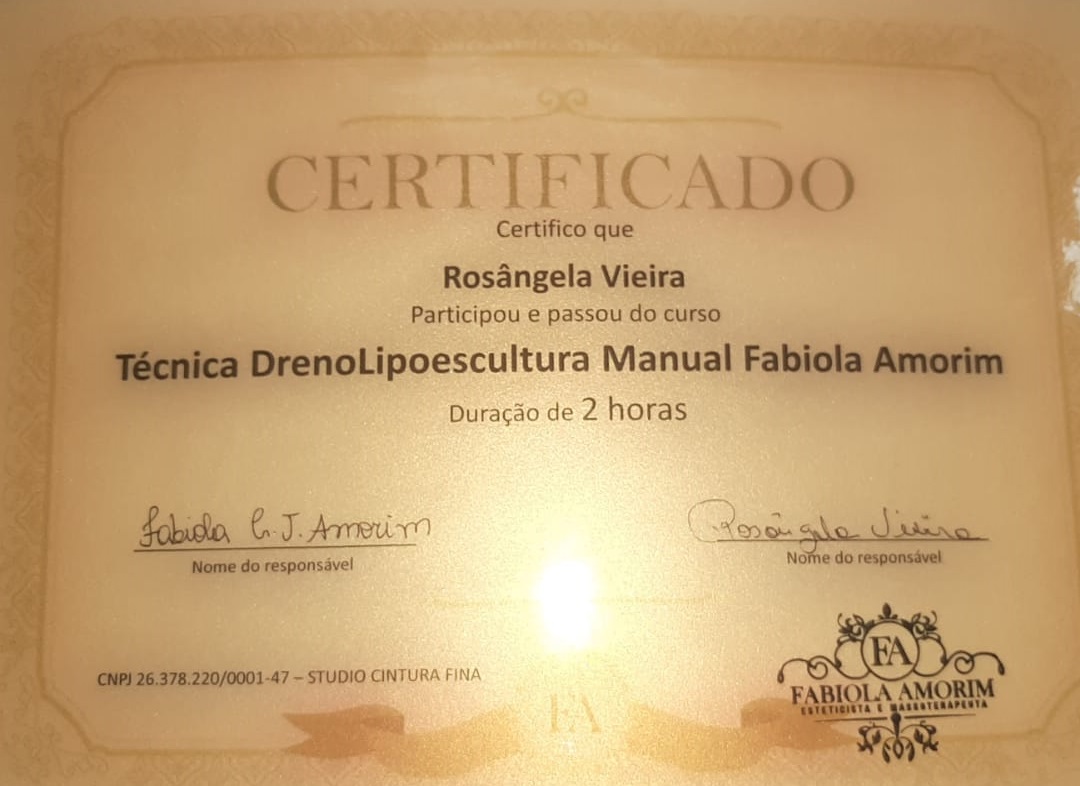 CERTIFICADO
Certifico que
Rosângela Vieira
Participou e passou do curso
Técnica DrenoLipoescultura Manual Fabiola Amorim
Duração de 2 horas
Fabiola G. J. Amorim
Rosângela Vieira
Nome do responsável
Nome do responsável
CNPJ 26.378.220/0001-47 – STUDIO CINTURA FINA
FA
FABIOLA AMORIM
ESTETICISTA E MASSOTERAPEUTA
FA